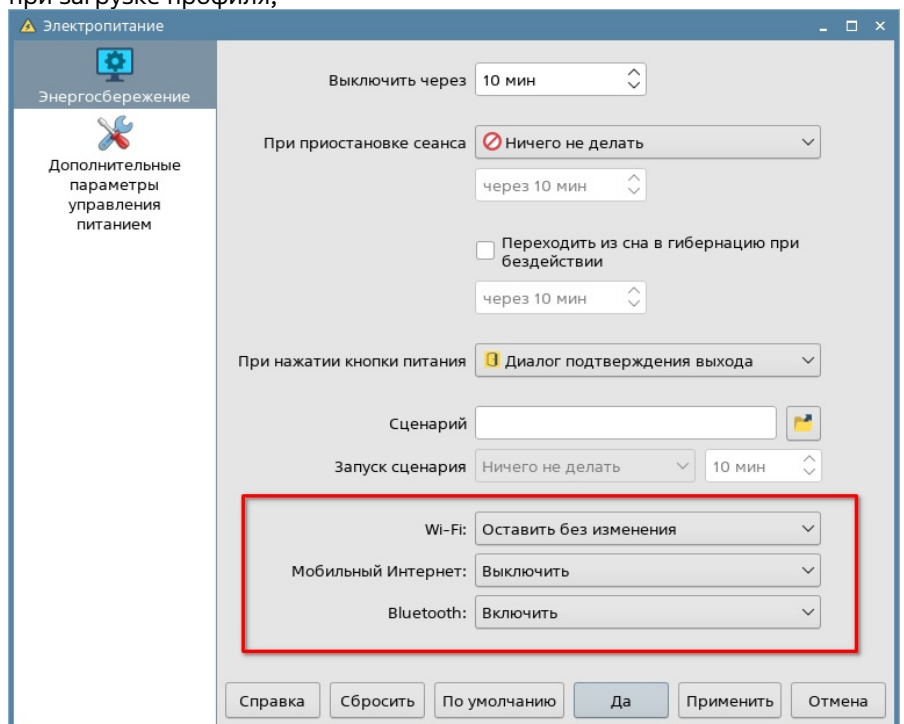 при загрузке профиля;
Электропитание
Энергосбережение
Дополнительные
параметры
управления
питанием
Выключить через 10 мин
При приостановке сеанса Ничего не делать
через 10 мин
Переходить из сна в гибернацию при
бездействии
через 10 мин
При нажатии кнопки питания Диалог подтверждения выхода
Сценарий
Запуск сценария Ничего не делать 10 мин
Wi-Fi: Оставить без изменения
Мобильный Интернет: Выключить
Bluetooth: Включить
Справка Сбросить По умолчанию Да Применить Отмена